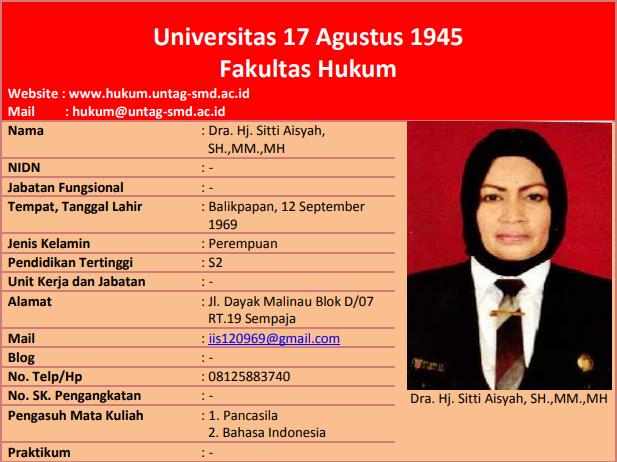 Universitas 17 Agustus 1945
Fakultas Hukum
Website : www.hukum.untag-smd.ac.id
Mail : hukum@untag-smd.ac.id
Nama : Dra. Hj. Sitti Aisyah,
SH.,MM.,MH
NIDN : -
Jabatan Fungsional : -
Tempat, Tanggal Lahir : Balikpapan, 12 September
1969
Jenis Kelamin : Perempuan
Pendidikan Tertinggi : S2
Unit Kerja dan Jabatan : -
Alamat : Jl. Dayak Malinau Blok D/07
RT.19 Sempaja
Mail : iis120969@gmail.com
Blog : -
No. Telp/Hp : 08125883740
No. SK. Pengangkatan : -
Pengasuh Mata Kuliah : 1. Pancasila
2. Bahasa Indonesia
Praktikum : -
Dra. Hj. Sitti Aisyah, SH.,MM.,MH